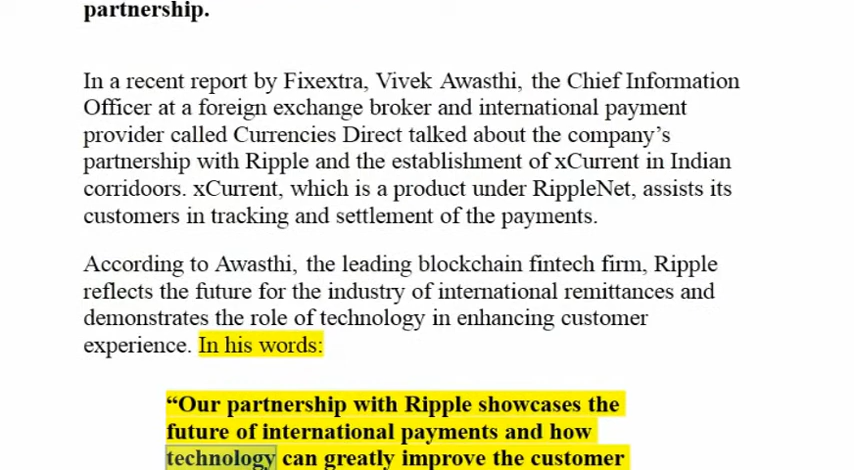 partnership.
In a recent report by Fixextra, Vivek Awasthi, the Chief Information
Officer at a foreign exchange broker and international payment
provider called Currencies Direct talked about the company’s
partnership with Ripple and the establishment of xCurrent in Indian
corridoors. xCurrent, which is a product under RippleNet, assists its
customers in tracking and settlement of the payments.
According to Awasthi, the leading blockchain fintech firm, Ripple
reflects the future for the industry of international remittances and
demonstrates the role of technology in enhancing customer
experience. In his words:
“Our partnership with Ripple showcases the
future of international payments and how
technology can greatly improve the customer